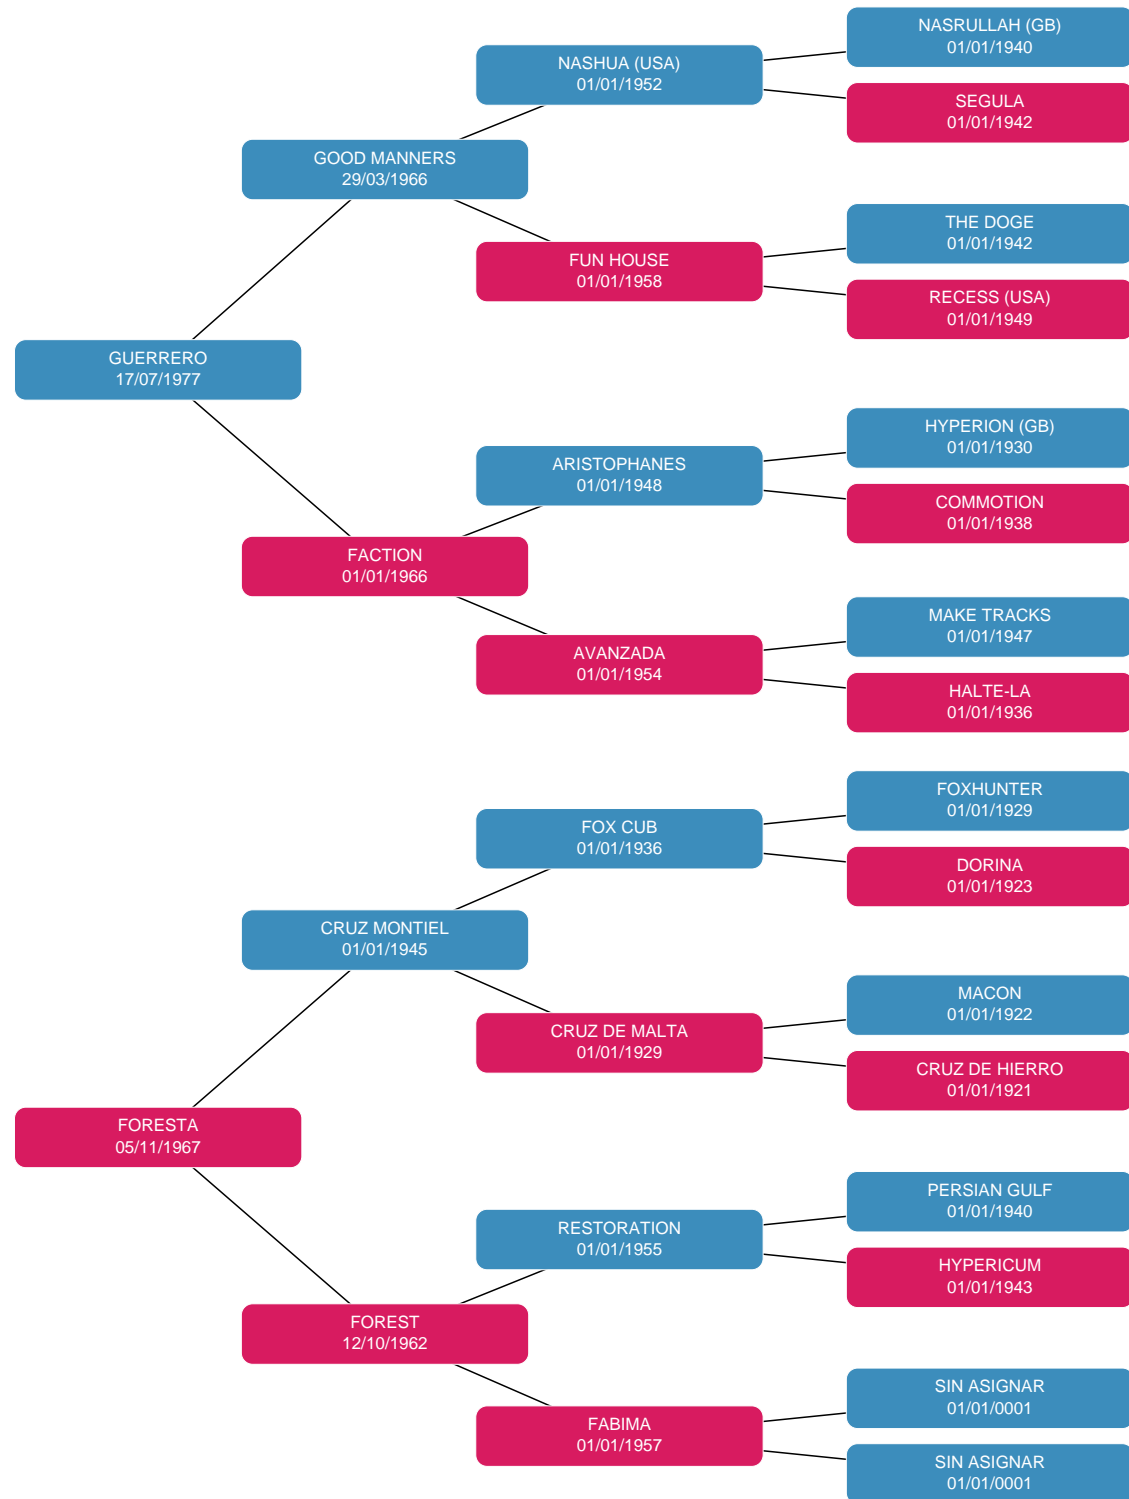 NASRULLAH (GB)
01/01/1940
NASHUA (USA)
01/01/1952
SEGULA
01/01/1942
GOOD MANNERS
29/03/1966
THE DOGE
01/01/1942
FUN HOUSE
01/01/1958
RECESS (USA)
01/01/1949
GUERRERO
17/07/1977
HYPERION (GB)
01/01/1930
ARISTOPHANES
01/01/1948
COMMOTION
01/01/1938
FACTION
01/01/1966
MAKE TRACKS
01/01/1947
AVANZADA
01/01/1954
HALTE-LA
01/01/1936
FOXHUNTER
01/01/1929
FOX CUB
01/01/1936
DORINA
01/01/1923
CRUZ MONTIEL
01/01/1945
MACON
01/01/1922
CRUZ DE MALTA
01/01/1929
CRUZ DE HIERRO
01/01/1921
FORESTA
05/11/1967
PERSIAN GULF
01/01/1940
RESTORATION
01/01/1955
HYPERICUM
01/01/1943
FOREST
12/10/1962
SIN ASIGNAR
01/01/0001
FABIMA
01/01/1957
SIN ASIGNAR
01/01/0001